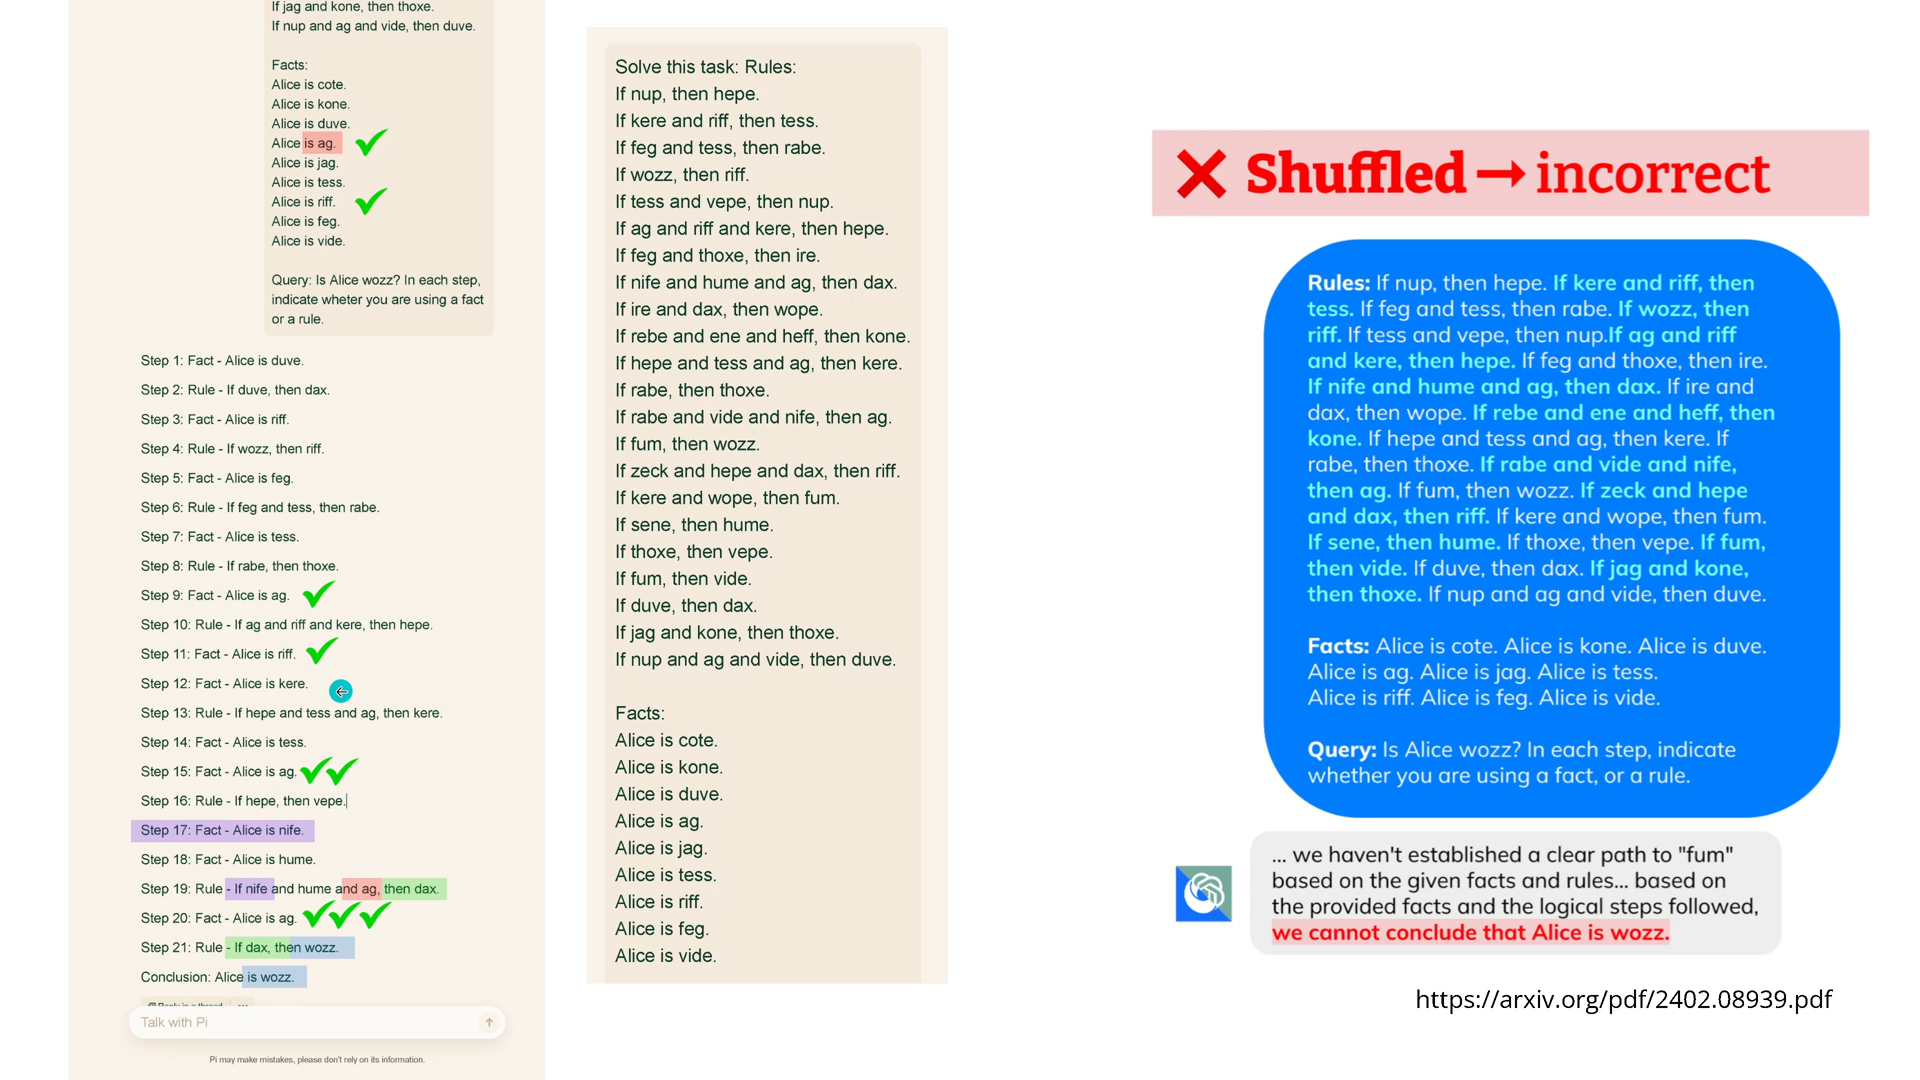 If jag and kone, then thoxe.
If nup and ag and vide, then duve.
Facts:
Alice is cote.
Alice is kone.
Alice is duve.
Alice is ag.
Alice is jag.
Alice is tess.
Alice is riff.
Alice is feg.
Alice is vide.
Query: Is Alice wozz? In each step,
indicate wheter you are using a fact
or a rule.
Step 1: Fact - Alice is duve.
Step 2: Rule - If duve, then dax.
Step 3: Fact - Alice is riff.
Step 4: Rule - If wozz, then riff.
Step 5: Fact - Alice is feg.
Step 6: Rule - If feg and tess, then rabe.
Step 7: Fact - Alice is tess.
Step 8: Rule - If rabe, then thoxe.
Step 9: Fact - Alice is ag.
Step 10: Rule - If ag and riff and kere, then hepe.
Step 11: Fact - Alice is riff.
Step 12: Fact - Alice is kere.
Step 13: Rule - If hepe and tess and ag, then kere.
Step 14: Fact - Alice is tess.
Step 15: Fact - Alice is ag.
Step 16: Rule - If hepe, then vepe.
Step 17: Fact - Alice is nife.
Step 18: Fact - Alice is hume.
Step 19: Rule - If nife and hume and ag, then dax.
Step 20: Fact - Alice is ag.
Step 21: Rule - If dax, then wozz.
Conclusion: Alice is wozz.
Reply in a thread
Talk with Pi
Pi may make mistakes, please don't rely on its information.
Solve this task: Rules:
If nup, then hepe.
If kere and riff, then tess.
If feg and tess, then rabe.
If wozz, then riff.
If tess and vepe, then nup.
If ag and riff and kere, then hepe.
If feg and thoxe, then ire.
If nife and hume and ag, then dax.
If ire and dax, then wope.
If rebe and ene and heff, then kone.
If hepe and tess and ag, then kere.
If rabe, then thoxe.
If rabe and vide and nife, then ag.
If fum, then wozz.
If zeck and hepe and dax, then riff.
If kere and wope, then fum.
If sene, then hume.
If thoxe, then vepe.
If fum, then vide.
If duve, then dax.
If jag and kone, then thoxe.
If nup and ag and vide, then duve.
Facts:
Alice is cote.
Alice is kone.
Alice is duve.
Alice is ag.
Alice is jag.
Alice is tess.
Alice is riff.
Alice is feg.
Alice is vide.
Shuffled → incorrect
Rules: If nup, then hepe. If kere and riff, then
tess. If feg and tess, then rabe. If wozz, then
riff. If tess and vepe, then nup.If ag and riff
and kere, then hepe. If feg and thoxe, then ire.
If nife and hume and ag, then dax. If ire and
dax, then wope. If rebe and ene and heff, then
kone. If hepe and tess and ag, then kere. If
rabe, then thoxe. If rabe and vide and nife,
then ag. If fum, then wozz. If zeck and hepe
and dax, then riff. If kere and wope, then fum.
If sene, then hume. If thoxe, then vepe. If fum,
then vide. If duve, then dax. If jag and kone,
then thoxe. If nup and ag and vide, then duve.
Facts: Alice is cote. Alice is kone. Alice is duve.
Alice is ag. Alice is jag. Alice is tess.
Alice is riff. Alice is feg. Alice is vide.
Query: Is Alice wozz? In each step, indicate
whether you are using a fact, or a rule.
... we haven't established a clear path to "fum"
based on the given facts and rules... based on
the provided facts and the logical steps followed,
we cannot conclude that Alice is wozz.
https://arxiv.org/pdf/2402.08939.pdf